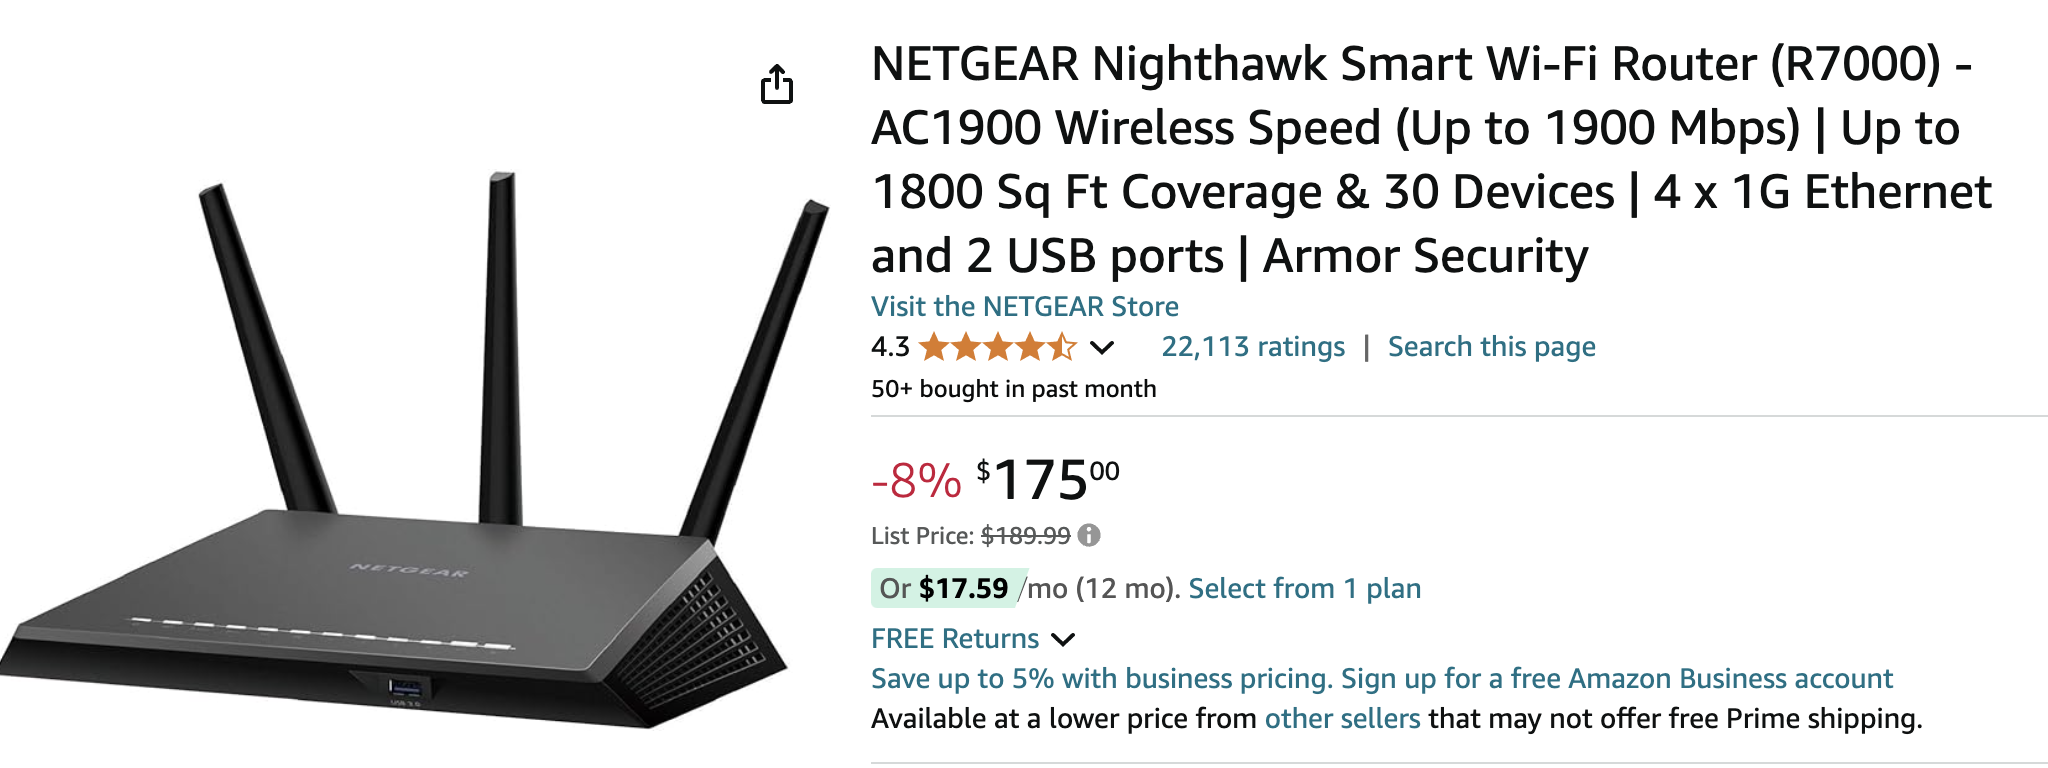 NETGEAR Nighthawk Smart Wi-Fi Router (R7000) -
AC1900 Wireless Speed (Up to 1900 Mbps) | Up to
1800 Sq Ft Coverage & 30 Devices | 4 x 1G Ethernet
and 2 USB ports | Armor Security
Visit the NETGEAR Store
4.3 22,113 ratings | Search this page
50+ bought in past month
-8% $17500
List Price: $189.99
Or $17.59 /mo (12 mo). Select from 1 plan
FREE Returns
Save up to 5% with business pricing. Sign up for a free Amazon Business account
Available at a lower price from other sellers that may not offer free Prime shipping.
NETGEAR
USB 3.0